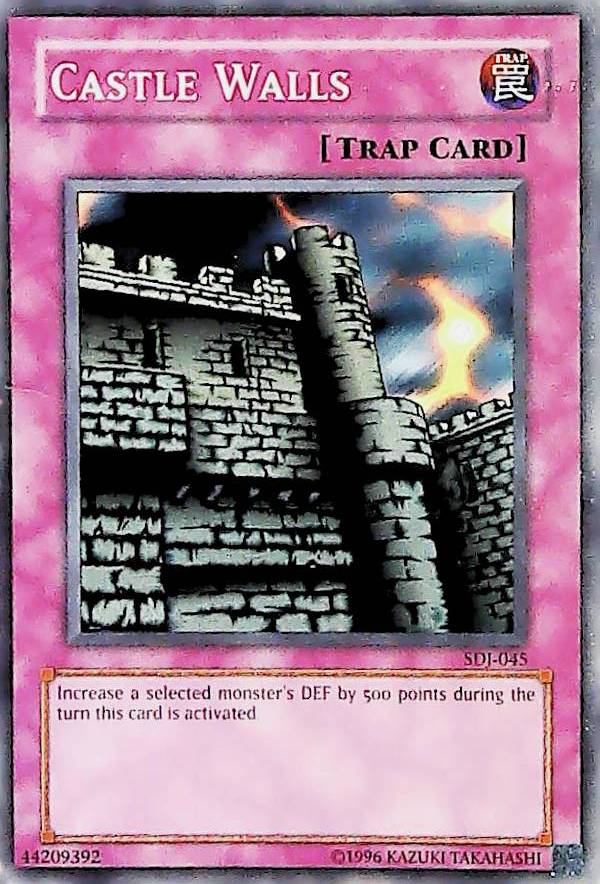 CASTLE WALLS
TRAP
罠
[TRAP CARD]
SDJ-045
Increase a selected monster's DEF by 500 points during the
turn this card is activated
44209392
©1996 KAZUKI TAKAHASHI